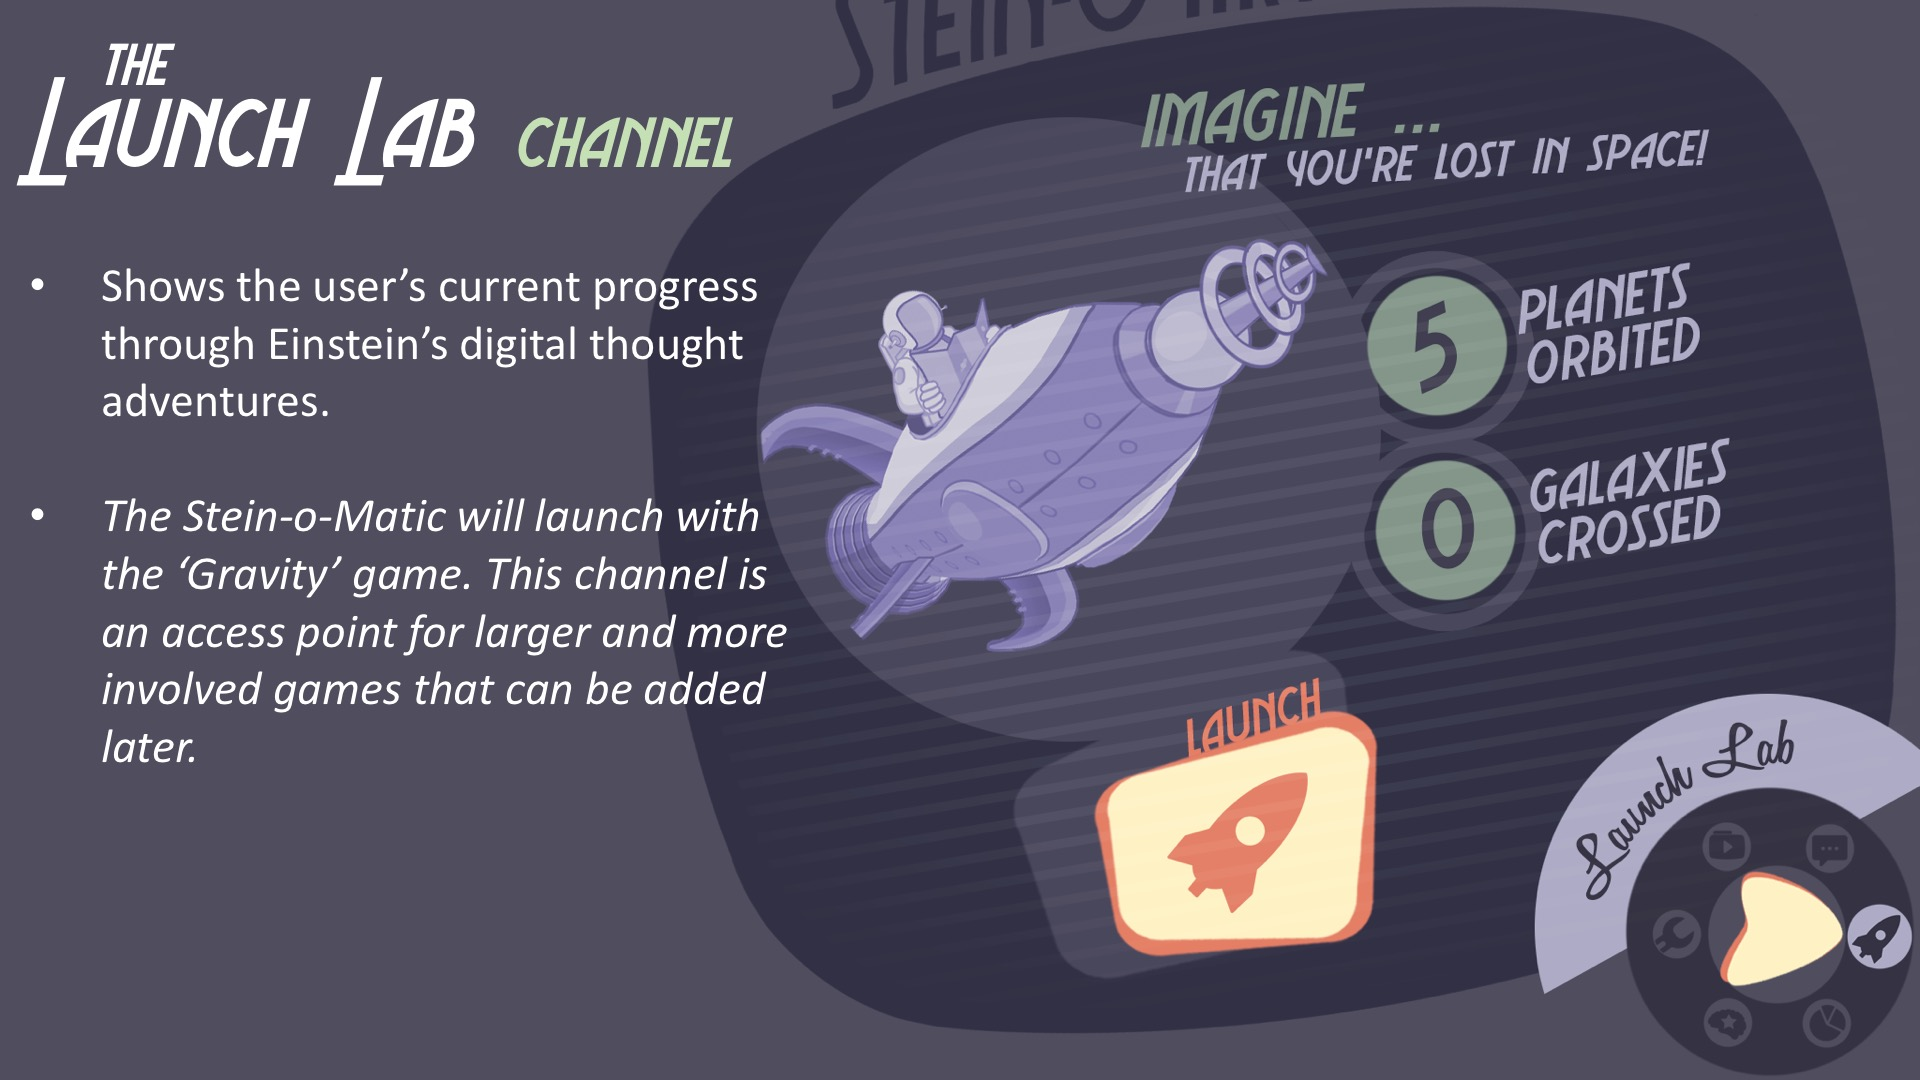 THE
LAUNCH LAB CHANNEL
• Shows the user’s current progress
through Einstein’s digital thought
adventures.
• The Stein-o-Matic will launch with
the ‘Gravity’ game. This channel is
an access point for larger and more
involved games that can be added
later.
IMAGINE ...
THAT YOU'RE LOST IN SPACE!
5
PLANETS
ORBITED
0
GALAXIES
CROSSED
LAUNCH
Launch Lab